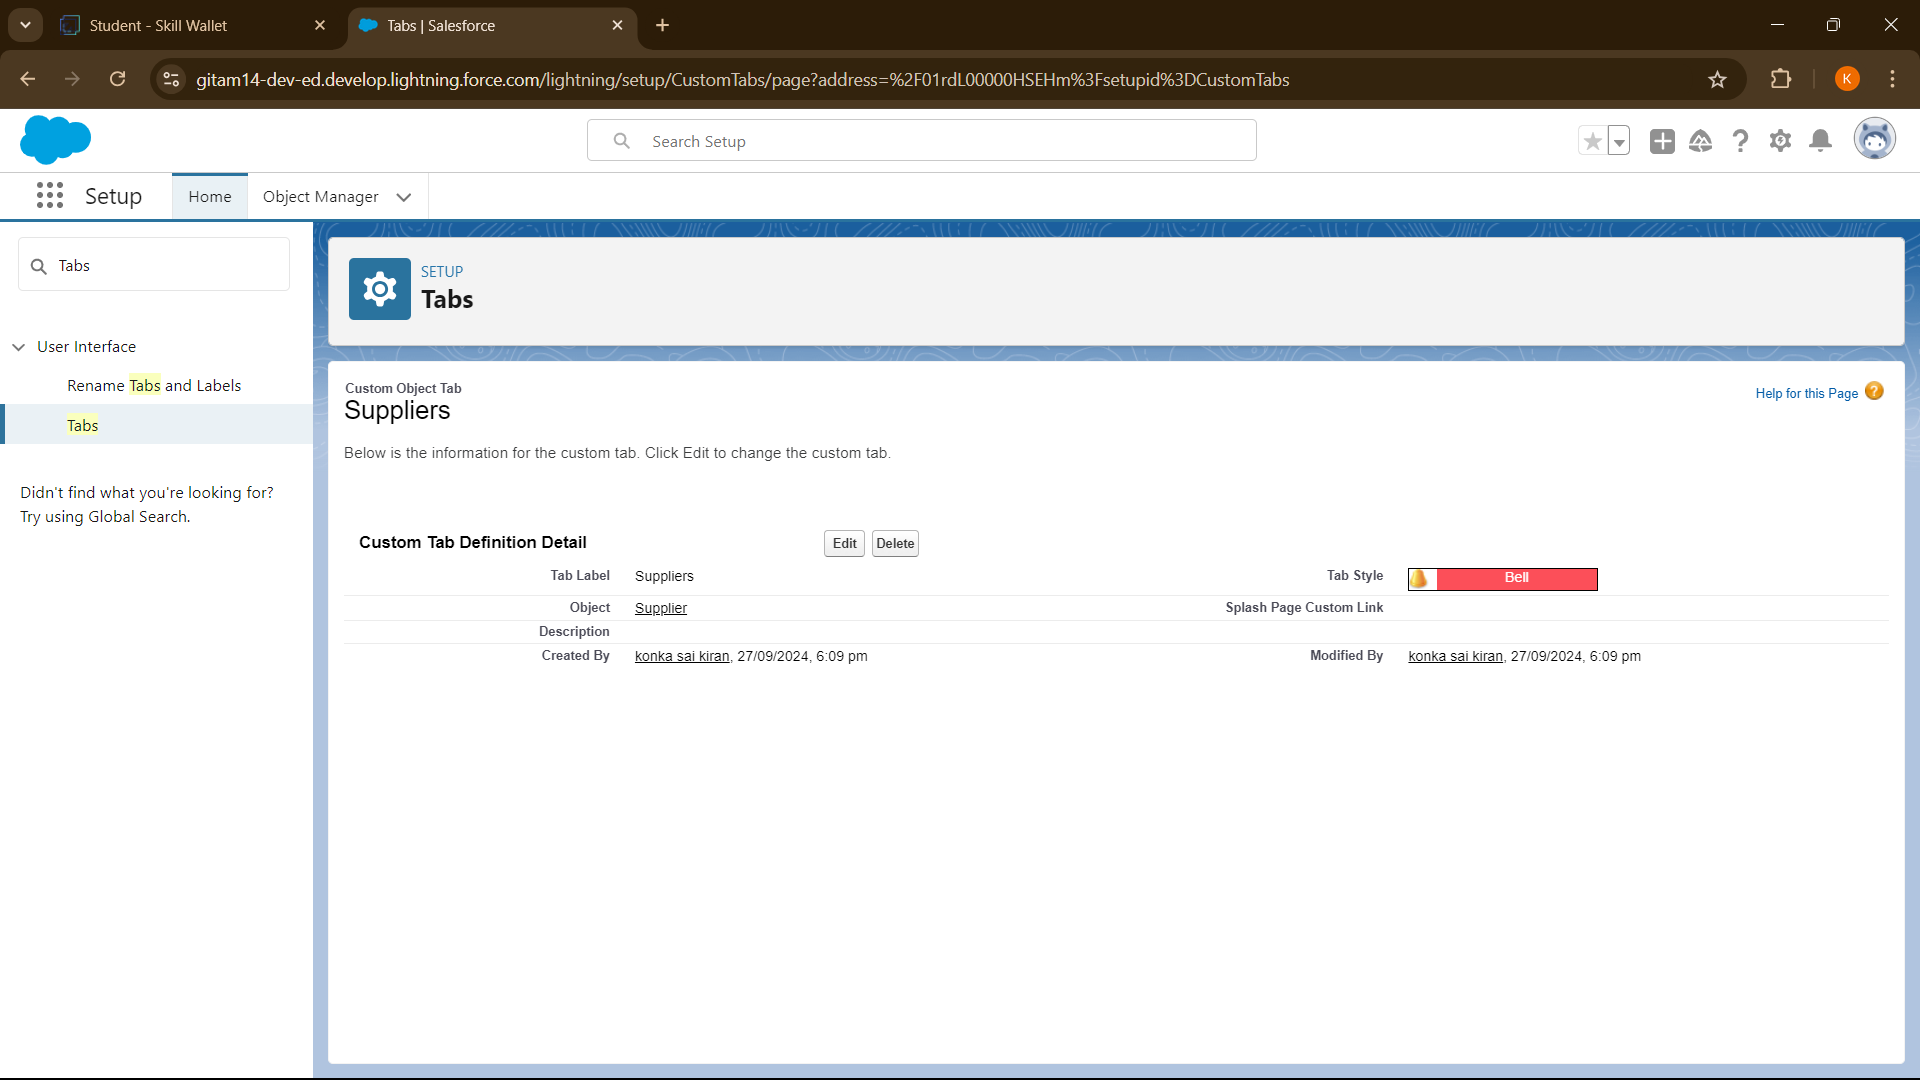 Student - Skill Wallet
Tabs | Salesforce
gitam14-dev-ed.develop.lightning.force.com/lightning/setup/CustomTabs/page?address=%2F01rdL00000HSEHm%3Fsetupid%3DCustomTabs
K
Search Setup
Setup
Home
Object Manager
Tabs
User Interface
Rename Tabs and Labels
Tabs
Didn't find what you're looking for?
Try using Global Search.
SETUP
Tabs
Custom Object Tab
Suppliers
Help for this Page ?
Below is the information for the custom tab. Click Edit to change the custom tab.
Custom Tab Definition Detail
Edit
Delete
Tab Label Suppliers
Tab Style Bell
Object Supplier
Splash Page Custom Link
Description
Created By konka sai kiran, 27/09/2024, 6:09 pm
Modified By konka sai kiran, 27/09/2024, 6:09 pm